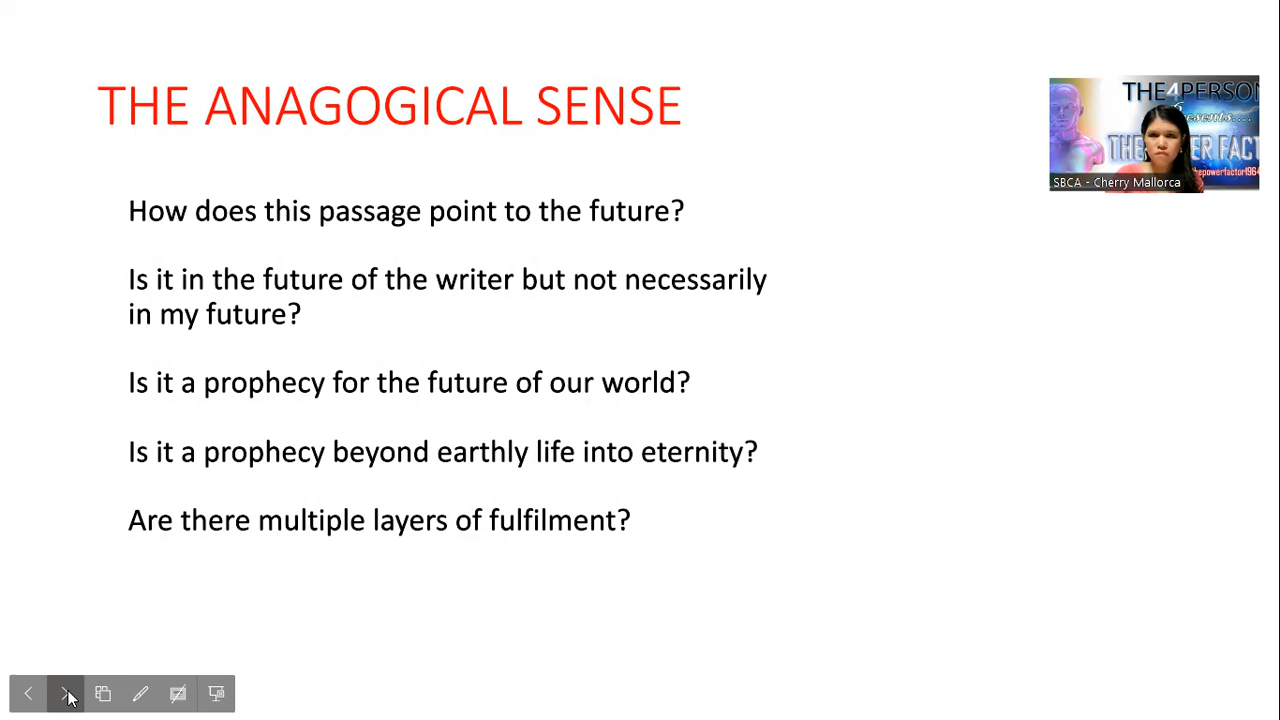 THE ANAGOGICAL SENSE
How does this passage point to the future?
Is it in the future of the writer but not necessarily
in my future?
Is it a prophecy for the future of our world?
Is it a prophecy beyond earthly life into eternity?
Are there multiple layers of fulfilment?
THE4PERSON
SBCA - Cherry Mallorca